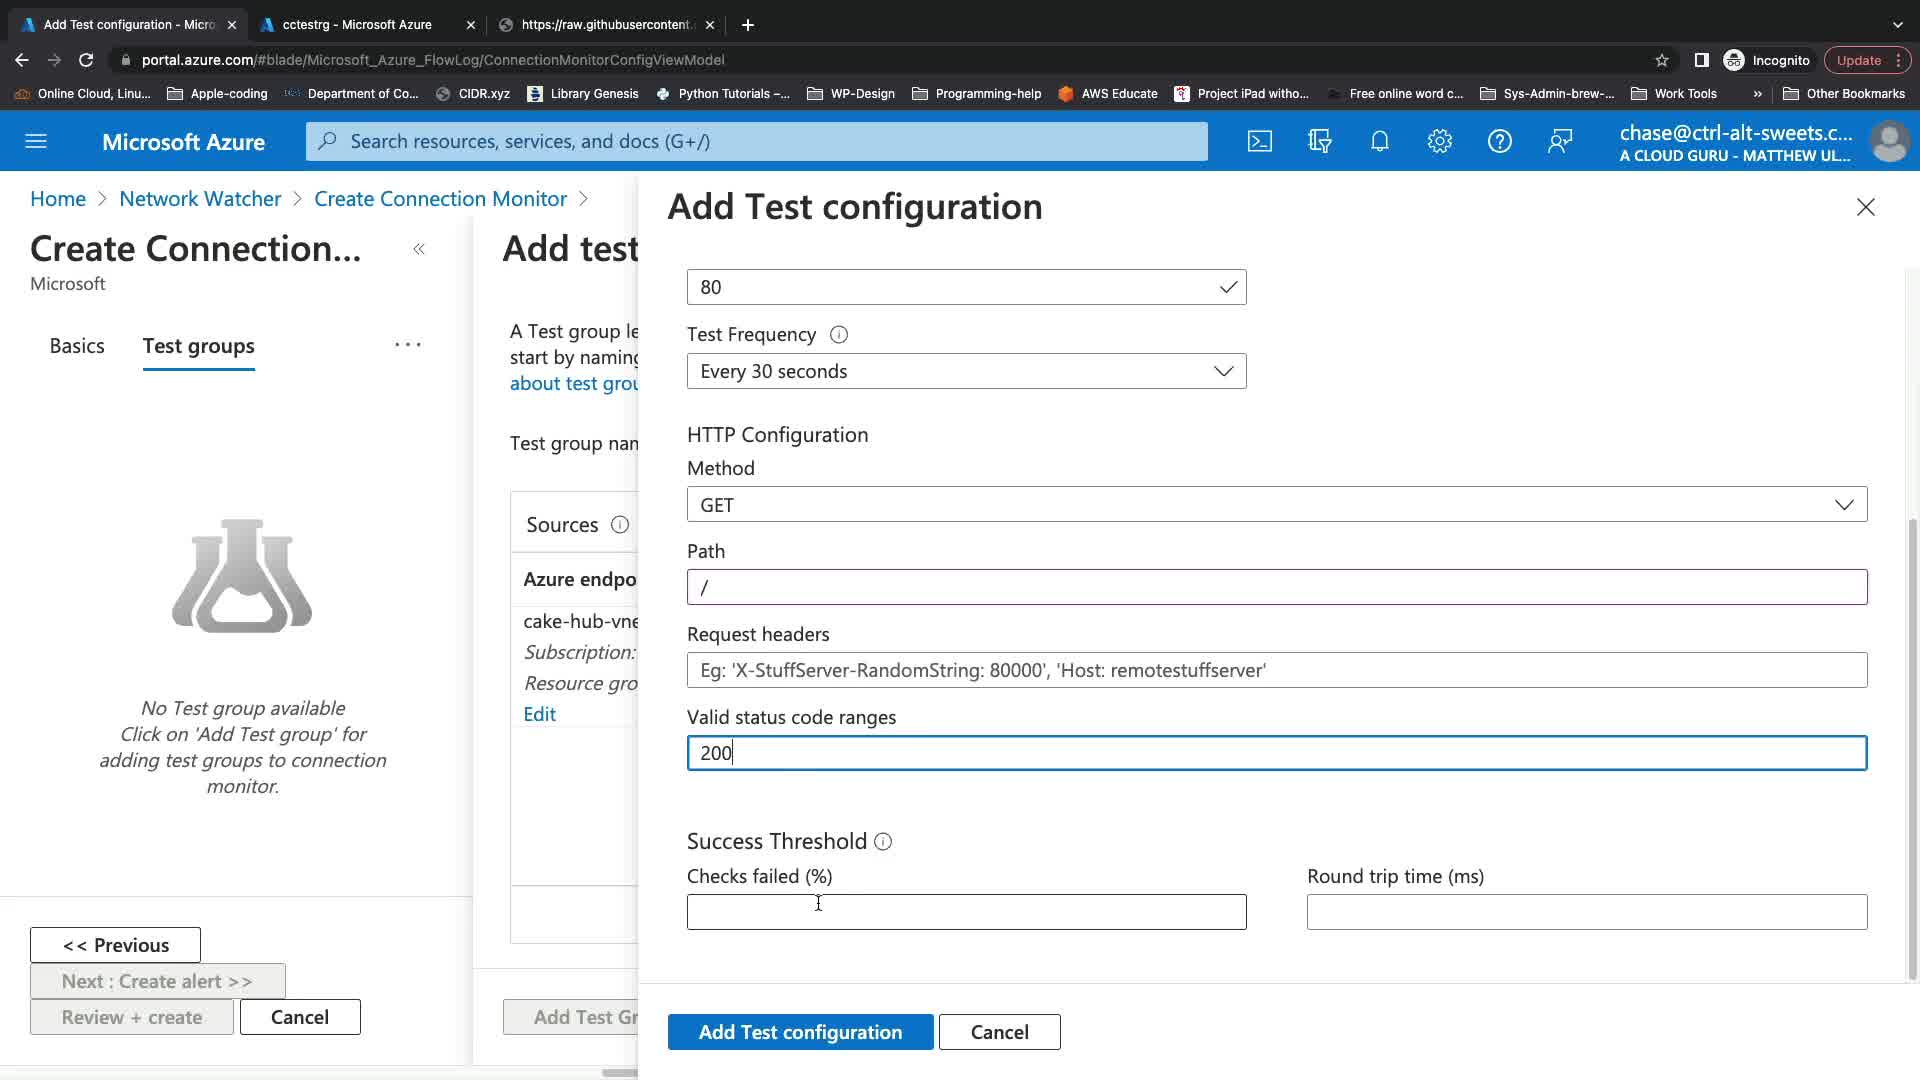 Add Test configuration - Micro
cctestrg - Microsoft Azure
https://raw.githubusercontent.
portal.azure.com/#blade/Microsoft_Azure_FlowLog/ConnectionMonitorConfigViewModel
Incognito
Update
Online Cloud, Linu...
Apple-coding
Department of Co...
CIDR.xyz
Library Genesis
Python Tutorials –...
WP-Design
Programming-help
AWS Educate
Project iPad witho...
Free online word c...
Sys-Admin-brew-...
Work Tools
»
Other Bookmarks
Microsoft Azure
Search resources, services, and docs (G+/)
chase@ctrl-alt-sweets.c...
A CLOUD GURU - MATTHEW UL...
Home > Network Watcher > Create Connection Monitor >
Create Connection...
«
Microsoft
Basics
Test groups
...
No Test group available
Click on 'Add Test group' for
adding test groups to connection
monitor.
<< Previous
Next : Create alert >>
Review + create
Cancel
Add test
A Test group le
start by naming
about test grou
Test group nam
Sources
Azure endpo
cake-hub-vne
Subscription:
Resource gro
Edit
Add Test Gr
Add Test configuration
80
Test Frequency
Every 30 seconds
HTTP Configuration
Method
GET
Path
/
Request headers
Eg: 'X-StuffServer-RandomString: 80000', 'Host: remotestuffserver'
Valid status code ranges
200
Success Threshold
Checks failed (%)
Round trip time (ms)
Add Test configuration
Cancel